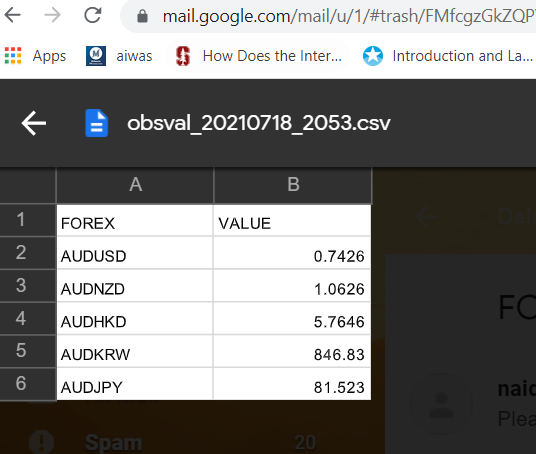 mail.google.com/mail/u/1/#trash/FMfcgzGkZQP
Apps aiwas How Does the Inter... Introduction and La...
obsval_20210718_2053.csv
A B
1 FOREX VALUE
2 AUDUSD 0.7426
3 AUDNZD 1.0626
4 AUDHKD 5.7646
5 AUDKRW 846.83
6 AUDJPY 81.523
FO
naid
Plea
Spam 20